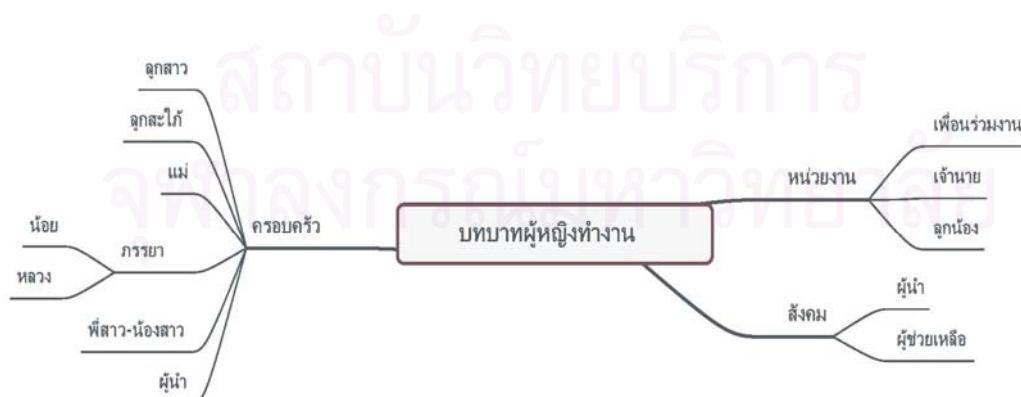 สถาบันวิทยบริการ
จุฬาลงกรณ์มหาวิทยาลัย
บทบาทผู้หญิงทำงาน
ครอบครัว
ลูกสาว
ลูกสะใภ้
แม่
ภรรยา
น้อย
หลวง
พี่สาว-น้องสาว
ผู้นำ
หน่วยงาน
เพื่อนร่วมงาน
เจ้านาย
ลูกน้อง
สังคม
ผู้นำ
ผู้ช่วยเหลือ